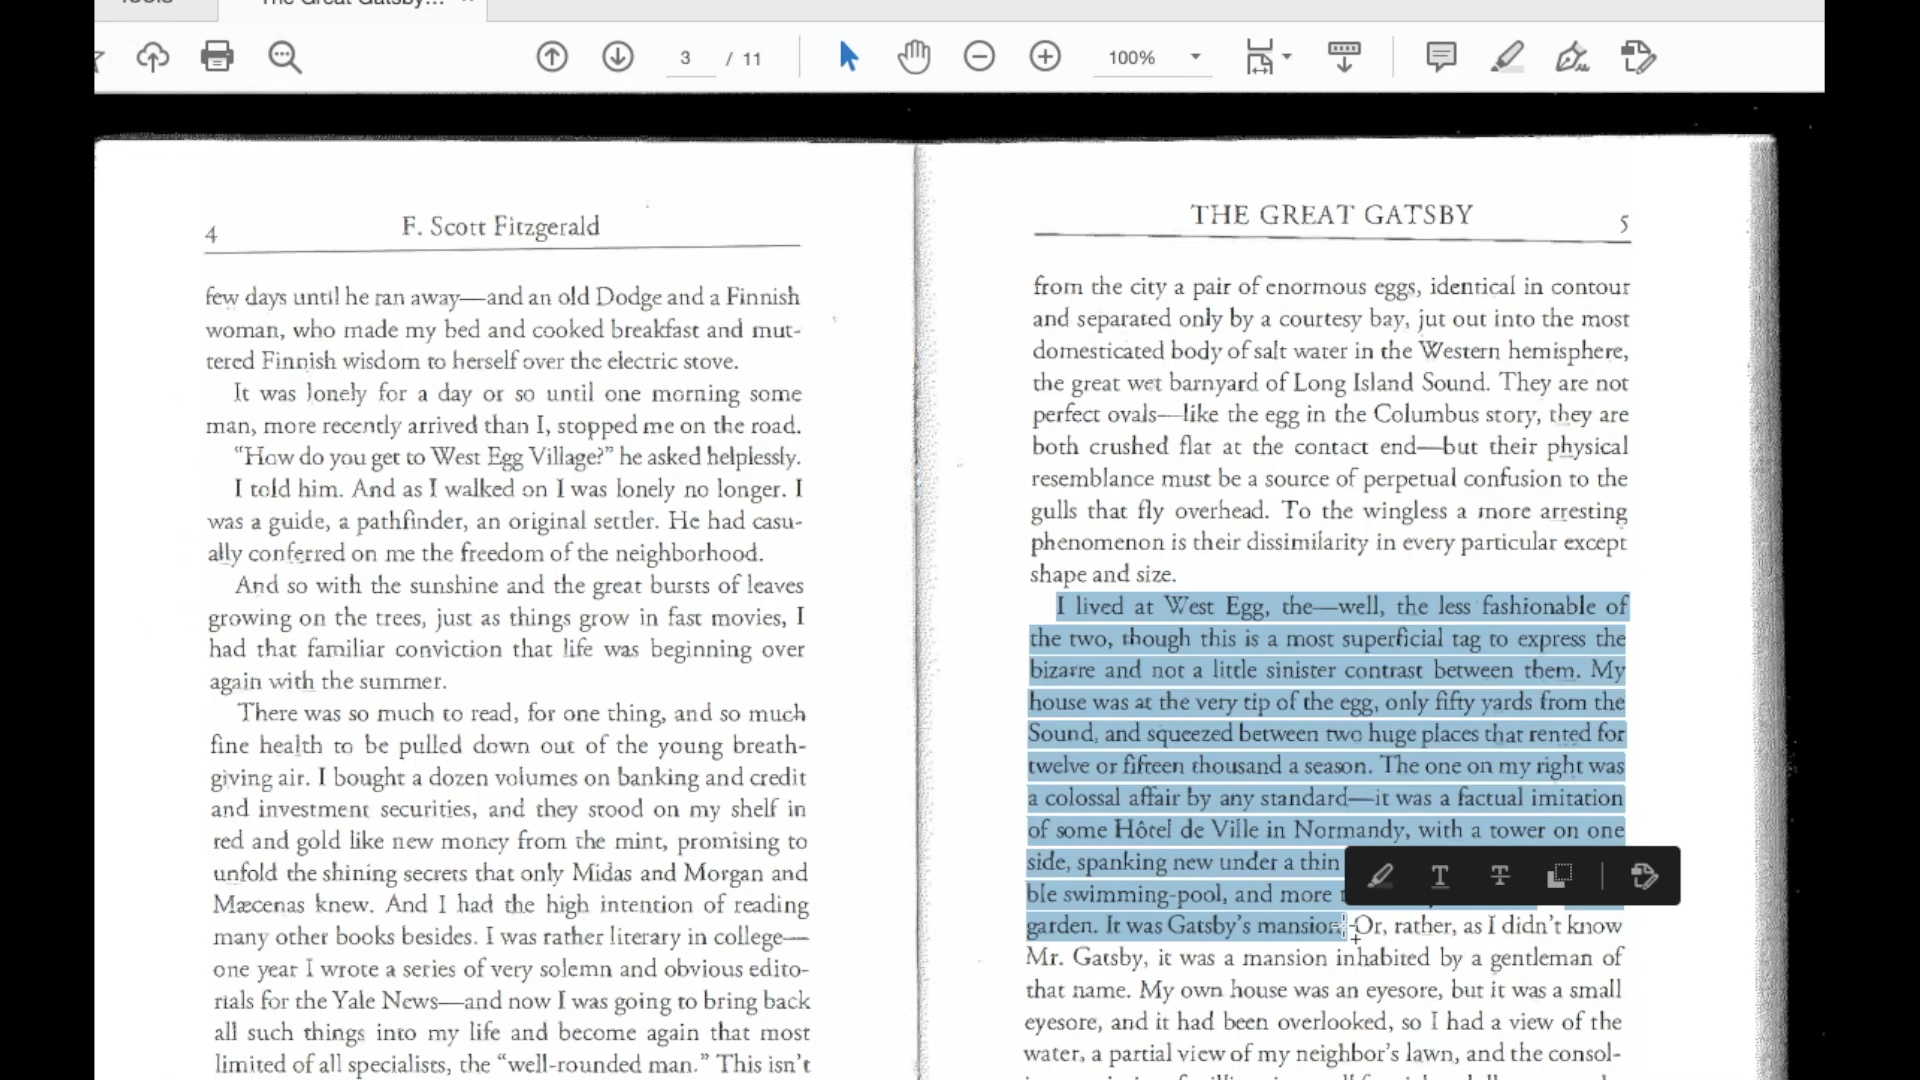 The Great Gatsby...
3 / 11
100%
4
F. Scott Fitzgerald
few days until he ran away—and an old Dodge and a Finnish
woman, who made my bed and cooked breakfast and mut-
tered Finnish wisdom to herself over the electric stove.
It was lonely for a day or so until one morning some
man, more recently arrived than I, stopped me on the road.
"How do you get to West Egg Village?" he asked helplessly.
I told him. And as I walked on I was lonely no longer. I
was a guide, a pathfinder, an original settler. He had casu-
ally conferred on me the freedom of the neighborhood.
And so with the sunshine and the great bursts of leaves
growing on the trees, just as things grow in fast movies, I
had that familiar conviction that life was beginning over
again with the summer.
There was so much to read, for one thing, and so much
fine health to be pulled down out of the young breath-
giving air. I bought a dozen volumes on banking and credit
and investment securities, and they stood on my shelf in
red and gold like new money from the mint, promising to
unfold the shining secrets that only Midas and Morgan and
Mæcenas knew. And I had the high intention of reading
many other books besides. I was rather literary in college—
one year I wrote a series of very solemn and obvious edito-
rials for the Yale News—and now I was going to bring back
all such things into my life and become again that most
limited of all specialists, the "well-rounded man." This isn't
THE GREAT GATSBY
5
from the city a pair of enormous eggs, identical in contour
and separated only by a courtesy bay, jut out into the most
domesticated body of salt water in the Western hemisphere,
the great wet barnyard of Long Island Sound. They are not
perfect ovals—like the egg in the Columbus story, they are
both crushed flat at the contact end—but their physical
resemblance must be a source of perpetual confusion to the
gulls that fly overhead. To the wingless a more arresting
phenomenon is their dissimilarity in every particular except
shape and size.
I lived at West Egg, the—well, the less fashionable of
the two, though this is a most superficial tag to express the
bizarre and not a little sinister contrast between them. My
house was at the very tip of the egg, only fifty yards from the
Sound, and squeezed between two huge places that rented for
twelve or fifteen thousand a season. The one on my right was
a colossal affair by any standard—it was a factual imitation
of some Hôtel de Ville in Normandy, with a tower on one
side, spanking new under a thin
ble swimming-pool, and more
garden. It was Gatsby's mansion. Or, rather, as I didn't know
Mr. Gatsby, it was a mansion inhabited by a gentleman of
that name. My own house was an eyesore, but it was a small
eyesore, and it had been overlooked, so I had a view of the
water, a partial view of my neighbor's lawn, and the consol-